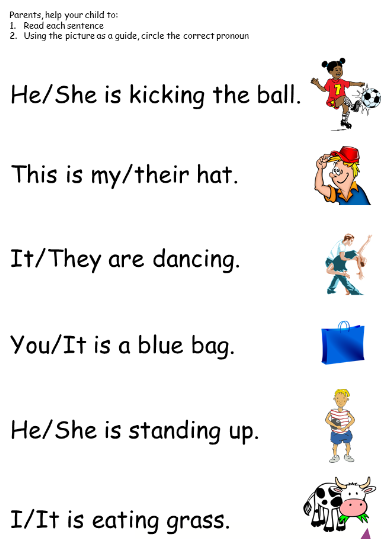 Parents, help your child to:
1. Read each sentence
2. Using the picture as a guide, circle the correct pronoun
He/She is kicking the ball.
This is my/their hat.
It/They are dancing.
You/It is a blue bag.
He/She is standing up.
I/It is eating grass.